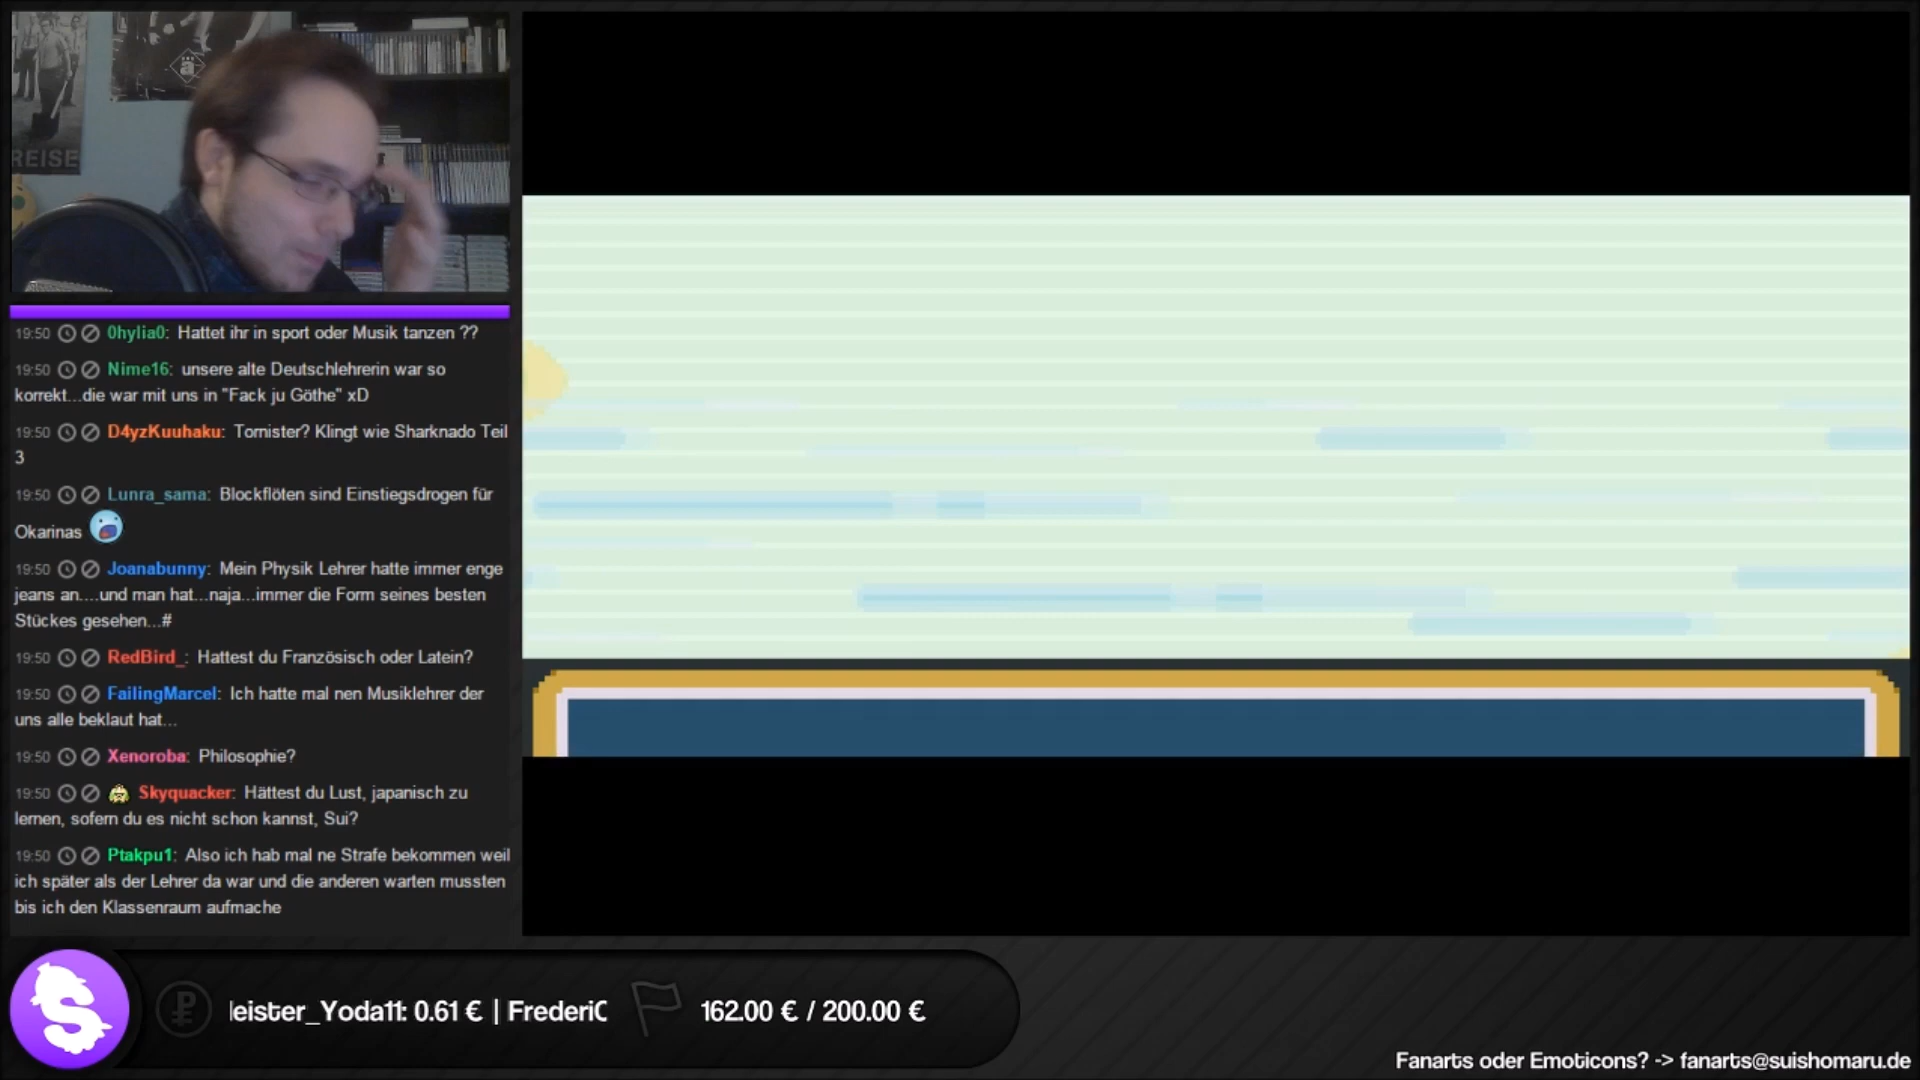 REISE
19:50 0hylia0: Hattet ihr in sport oder Musik tanzen ??
19:50 Nime16: unsere alte Deutschlehrerin war so
korrekt...die war mit uns in "Fack ju Göthe" xD
19:50 D4yzKuuhaku: Tornister? Klingt wie Sharknado Teil
3
19:50 Lunra_sama: Blockflöten sind Einstiegsdrogen für
Okarinas
19:50 Joanabunny: Mein Physik Lehrer hatte immer enge
jeans an....und man hat...naja...immer die Form seines besten
Stückes gesehen...#
19:50 RedBird_: Hattest du Französisch oder Latein?
19:50 FailingMarcel: Ich hatte mal nen Musiklehrer der
uns alle beklaut hat...
19:50 Xenoroba: Philosophie?
19:50 Skyquacker: Hättest du Lust, japanisch zu
lernen, sofern du es nicht schon kannst, Sui?
19:50 Ptakpu1: Also ich hab mal ne Strafe bekommen weil
ich später als der Lehrer da war und die anderen warten mussten
bis ich den Klassenraum aufmache
S
leister_Yoda11: 0.61 € | FrederiC
162.00 € / 200.00 €
Fanarts oder Emoticons? -> fanarts@suishomaru.de